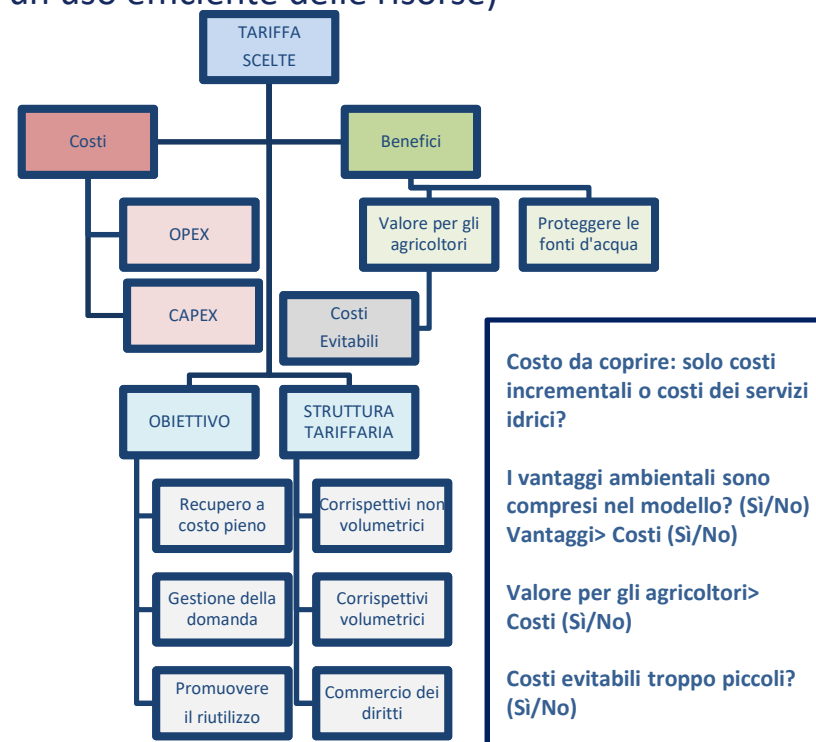 un uso efficiente delle risorse)
TARIFFA
SCELTE
Costi
Benefici
OPEX
CAPEX
Valore per gli
agricoltori
Proteggere le
fonti d'acqua
Costi
Evitabili
OBIETTIVO
STRUTTURA
TARIFFARIA
Recupero a
costo pieno
Gestione della
domanda
Promuovere
il riutilizzo
Corrispettivi non
volumetrici
Corrispettivi
volumetrici
Commercio dei
diritti
Costo da coprire: solo costi
incrementali o costi dei servizi
idrici?
I vantaggi ambientali sono
compresi nel modello? (Sì/No)
Vantaggi> Costi (Sì/No)
Valore per gli agricoltori>
Costi (Sì/No)
Costi evitabili troppo piccoli?
(Sì/No)